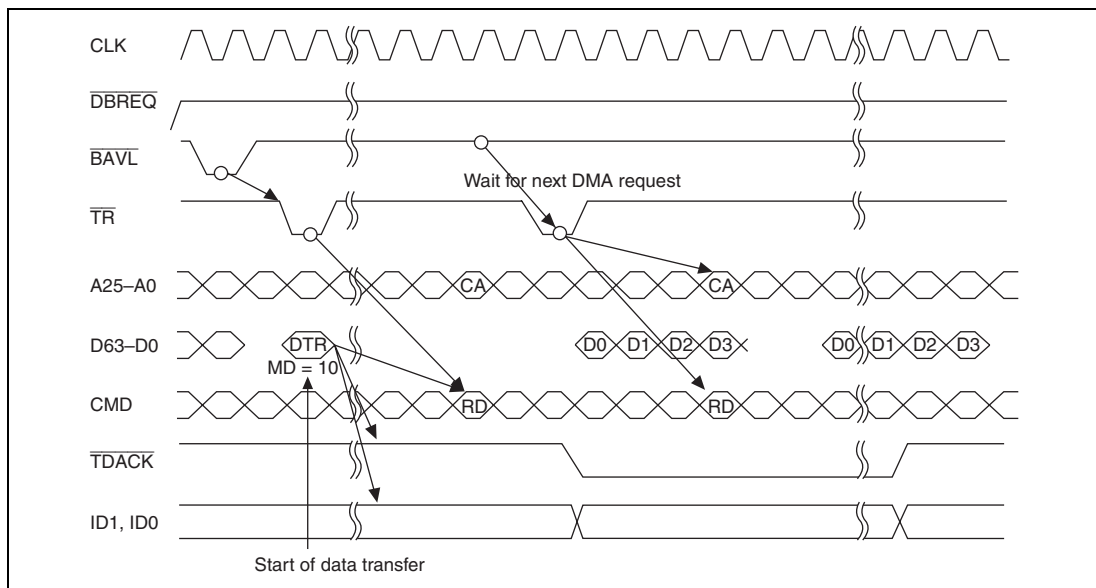 CLK
DBREQ
BAVL
Wait for next DMA request
TR
A25–A0 CA CA
D63–D0 DTR D0 D1 D2 D3 D0 D1 D2 D3
MD = 10
CMD RD RD
TDACK
ID1, ID0
Start of data transfer